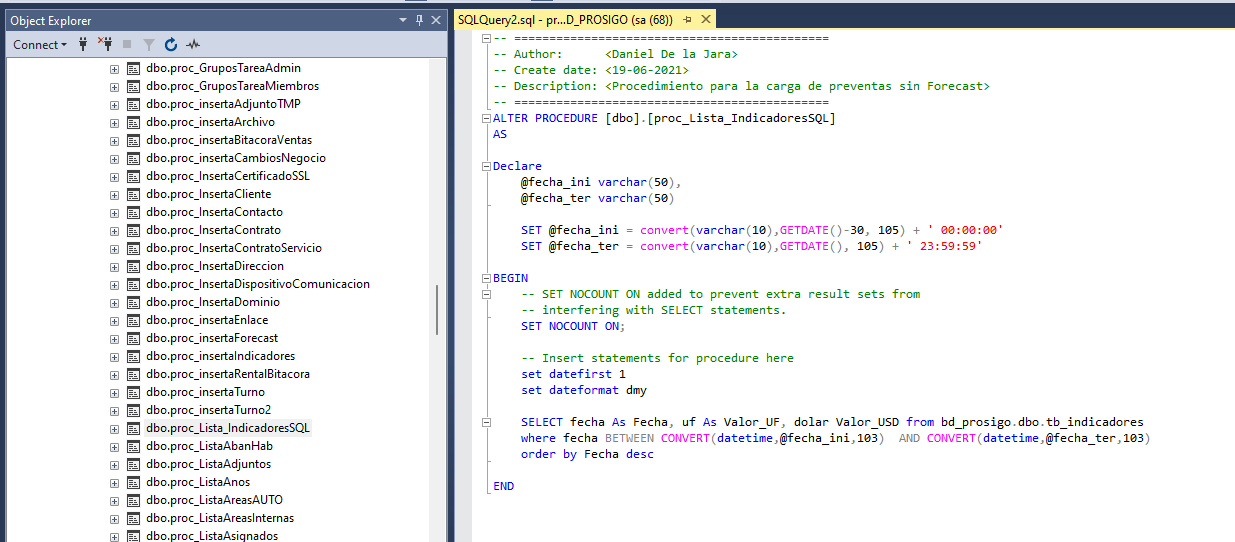 Object Explorer
Connect
dbo.proc_GruposTareaAdmin
dbo.proc_GruposTareaMiembros
dbo.proc_insertaAdjuntoTMP
dbo.proc_insertaArchivo
dbo.proc_insertaBitacoraVentas
dbo.proc_insertaCambiosNegocio
dbo.proc_InsertaCertificadoSSL
dbo.proc_InsertaCliente
dbo.proc_InsertaContacto
dbo.proc_InsertaContrato
dbo.proc_InsertaContratoServicio
dbo.proc_InsertaDireccion
dbo.proc_InsertaDispositivoComunicacion
dbo.proc_InsertaDominio
dbo.proc_insertaEnlace
dbo.proc_insertaForecast
dbo.proc_insertaIndicadores
dbo.proc_insertaRentalBitacora
dbo.proc_insertaTurno
dbo.proc_insertaTurno2
dbo.proc_Lista_IndicadoresSQL
dbo.proc_ListaAbanHab
dbo.proc_ListaAdjuntos
dbo.proc_ListaAnos
dbo.proc_ListaAreasAUTO
dbo.proc_ListaAreasInternas
dbo.proc_ListaAsignados
SQLQuery2.sql - pr...D_PROSIGO (sa (68))
-- =============================================
-- Author:      <Daniel De la Jara>
-- Create date: <19-06-2021>
-- Description: <Procedimiento para la carga de preventas sin Forecast>
-- =============================================
ALTER PROCEDURE [dbo].[proc_Lista_IndicadoresSQL]
AS
Declare
@fecha_ini varchar(50),
@fecha_ter varchar(50)
SET @fecha_ini = convert(varchar(10),GETDATE()-30, 105) + ' 00:00:00'
SET @fecha_ter = convert(varchar(10),GETDATE(), 105) + ' 23:59:59'
BEGIN
-- SET NOCOUNT ON added to prevent extra result sets from
-- interfering with SELECT statements.
SET NOCOUNT ON;
-- Insert statements for procedure here
set datefirst 1
set dateformat dmy
SELECT fecha As Fecha, uf As Valor_UF, dolar Valor_USD from bd_prosigo.dbo.tb_indicadores
where fecha BETWEEN CONVERT(datetime,@fecha_ini,103)  AND CONVERT(datetime,@fecha_ter,103)
order by Fecha desc
END